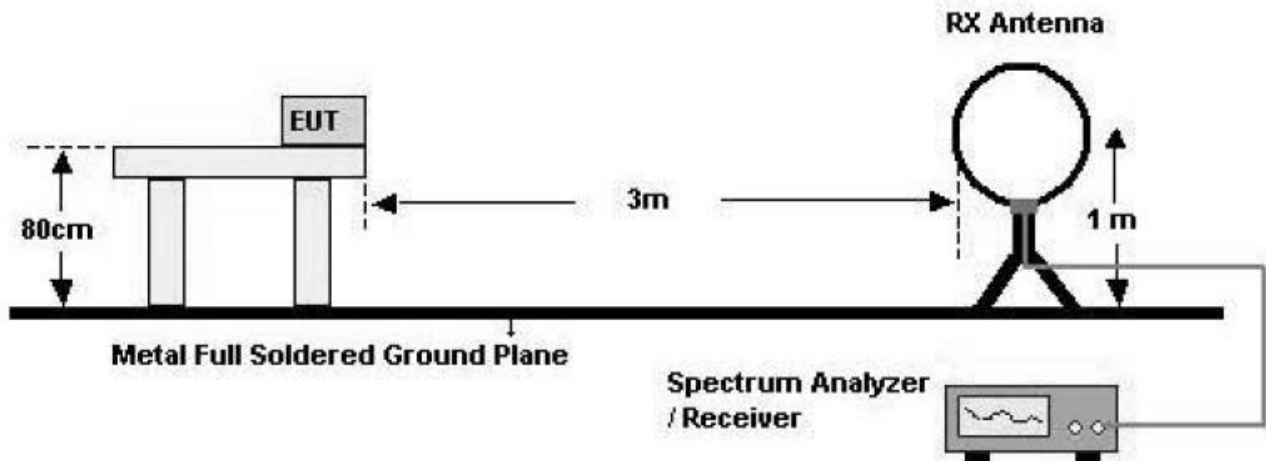 RX Antenna
EUT
3m
80cm
1 m
Metal Full Soldered Ground Plane
Spectrum Analyzer
/ Receiver